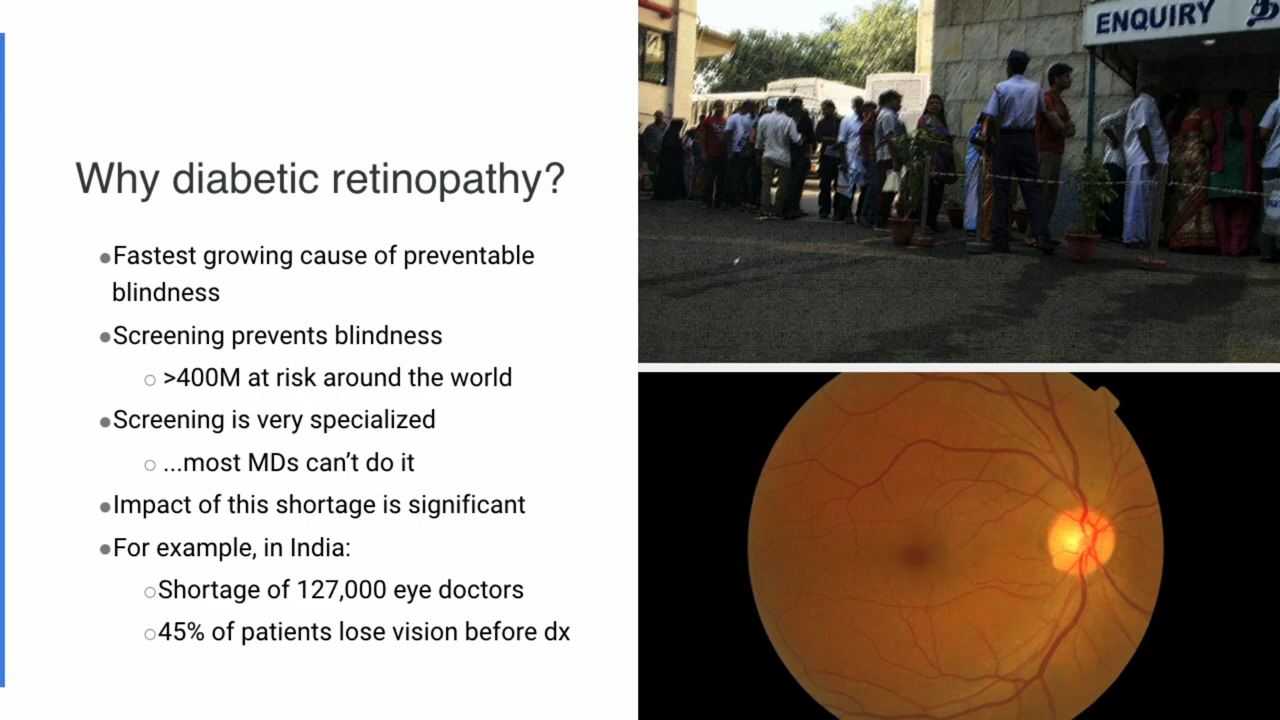 Why diabetic retinopathy?
●Fastest growing cause of preventable
blindness
●Screening prevents blindness
○ >400M at risk around the world
●Screening is very specialized
○ ...most MDs can’t do it
●Impact of this shortage is significant
●For example, in India:
○Shortage of 127,000 eye doctors
○45% of patients lose vision before dx
ENQUIRY